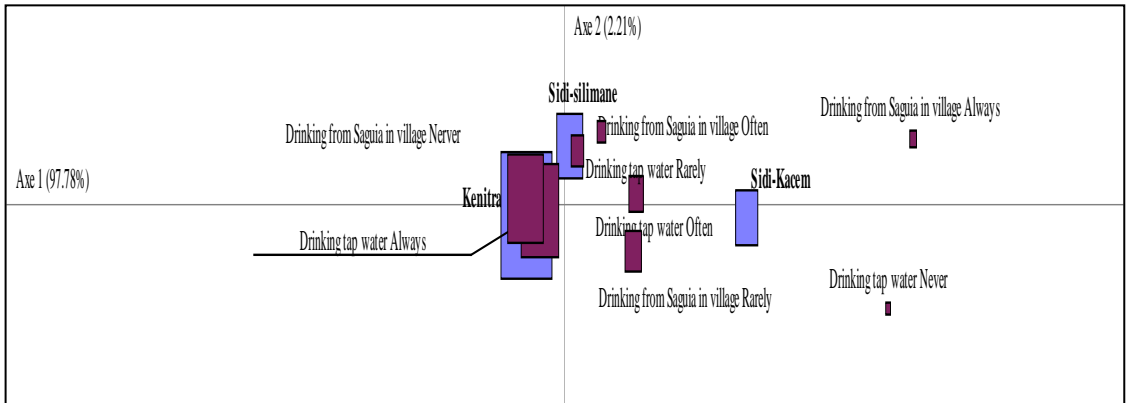 Axe 2 (2.21%)
Sidi-silimane
Drinking from Saguia in village Always
Drinking from Saguia in village Nerver
Drinking from Saguia in village Often
Drinking tap water Rarely
Axe 1 (97.78%)
Sidi-Kacem
Kenitra
Drinking tap water Often
Drinking tap water Always
Drinking tap water Never
Drinking from Saguia in village Rarely